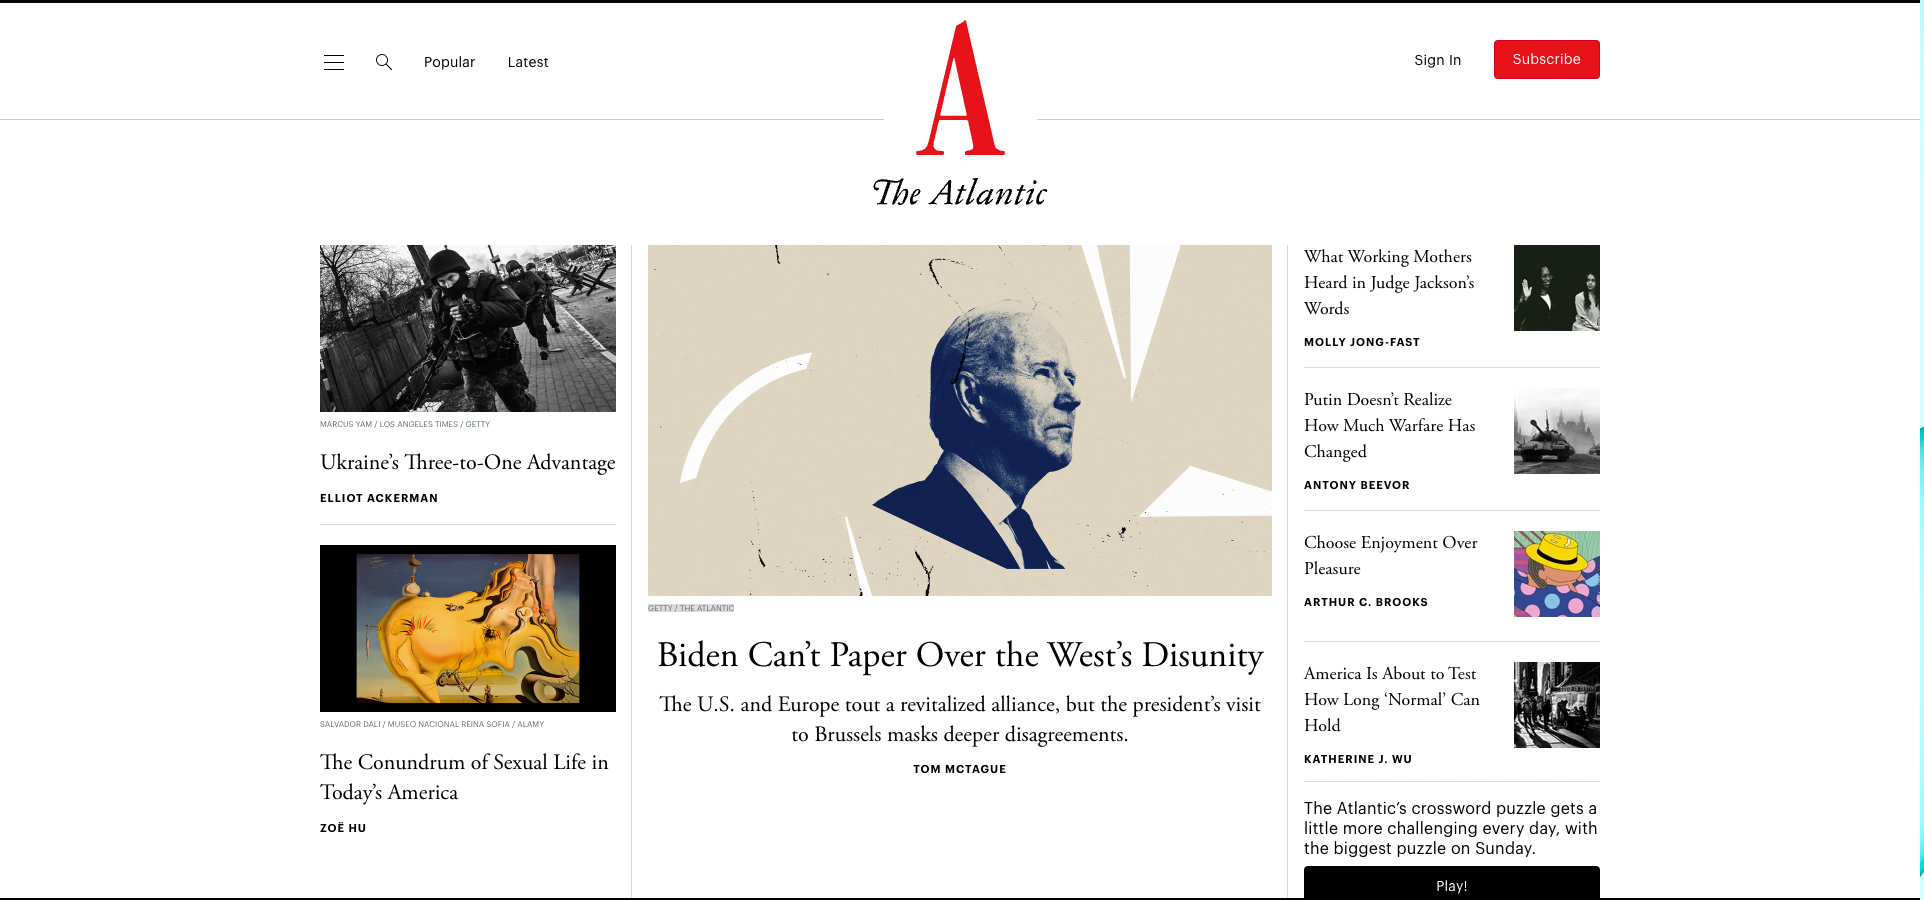 Popular
Latest
Sign In
Subscribe
A
The Atlantic
MARCUS YAM / LOS ANGELES TIMES / GETTY
Ukraine’s Three-to-One Advantage
ELLIOT ACKERMAN
SALVADOR DALI / MUSEO NACIONAL REINA SOFIA / ALAMY
The Conundrum of Sexual Life in
Today’s America
ZOË HU
GETTY / THE ATLANTIC
Biden Can’t Paper Over the West’s Disunity
The U.S. and Europe tout a revitalized alliance, but the president’s visit
to Brussels masks deeper disagreements.
TOM MCTAGUE
What Working Mothers
Heard in Judge Jackson’s
Words
MOLLY JONG-FAST
Putin Doesn’t Realize
How Much Warfare Has
Changed
ANTONY BEEVOR
Choose Enjoyment Over
Pleasure
ARTHUR C. BROOKS
America Is About to Test
How Long ‘Normal’ Can
Hold
KATHERINE J. WU
The Atlantic’s crossword puzzle gets a
little more challenging every day, with
the biggest puzzle on Sunday.
Play!